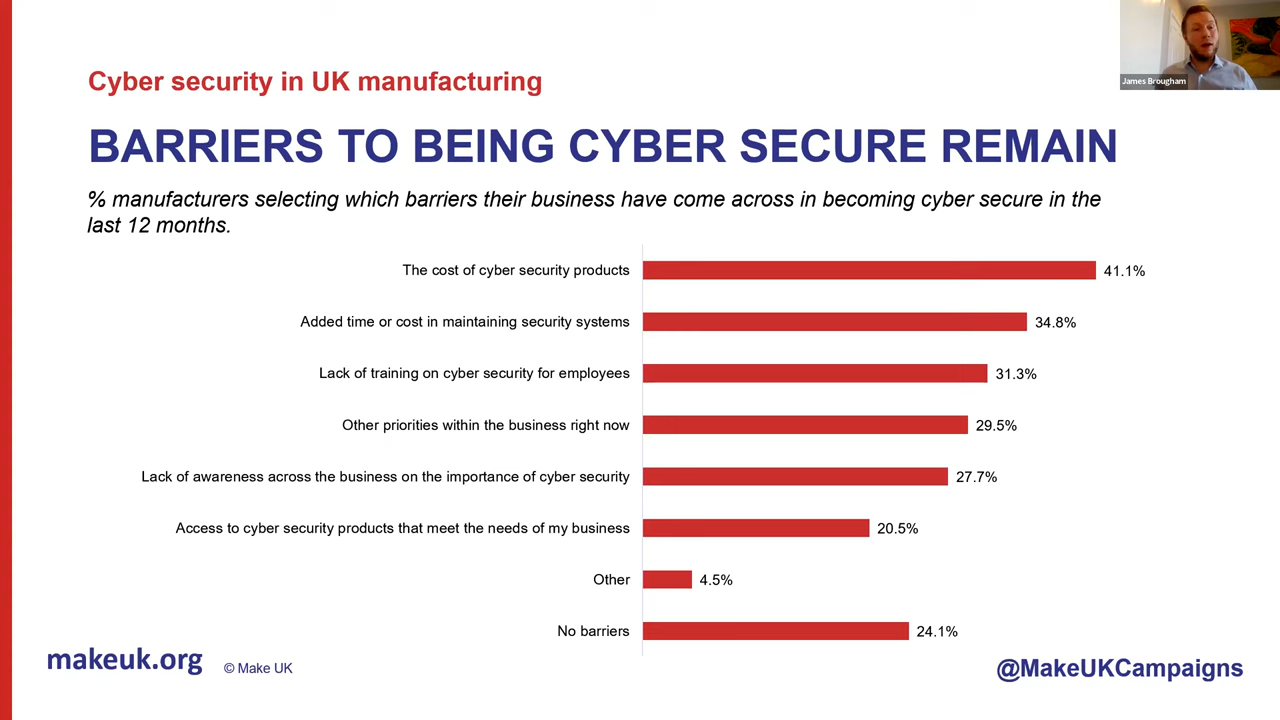 James Brougham
Cyber security in UK manufacturing
BARRIERS TO BEING CYBER SECURE REMAIN
% manufacturers selecting which barriers their business have come across in becoming cyber secure in the
last 12 months.
The cost of cyber security products 41.1%
Added time or cost in maintaining security systems 34.8%
Lack of training on cyber security for employees 31.3%
Other priorities within the business right now 29.5%
Lack of awareness across the business on the importance of cyber security 27.7%
Access to cyber security products that meet the needs of my business 20.5%
Other 4.5%
No barriers 24.1%
makeuk.org © Make UK @MakeUKCampaigns